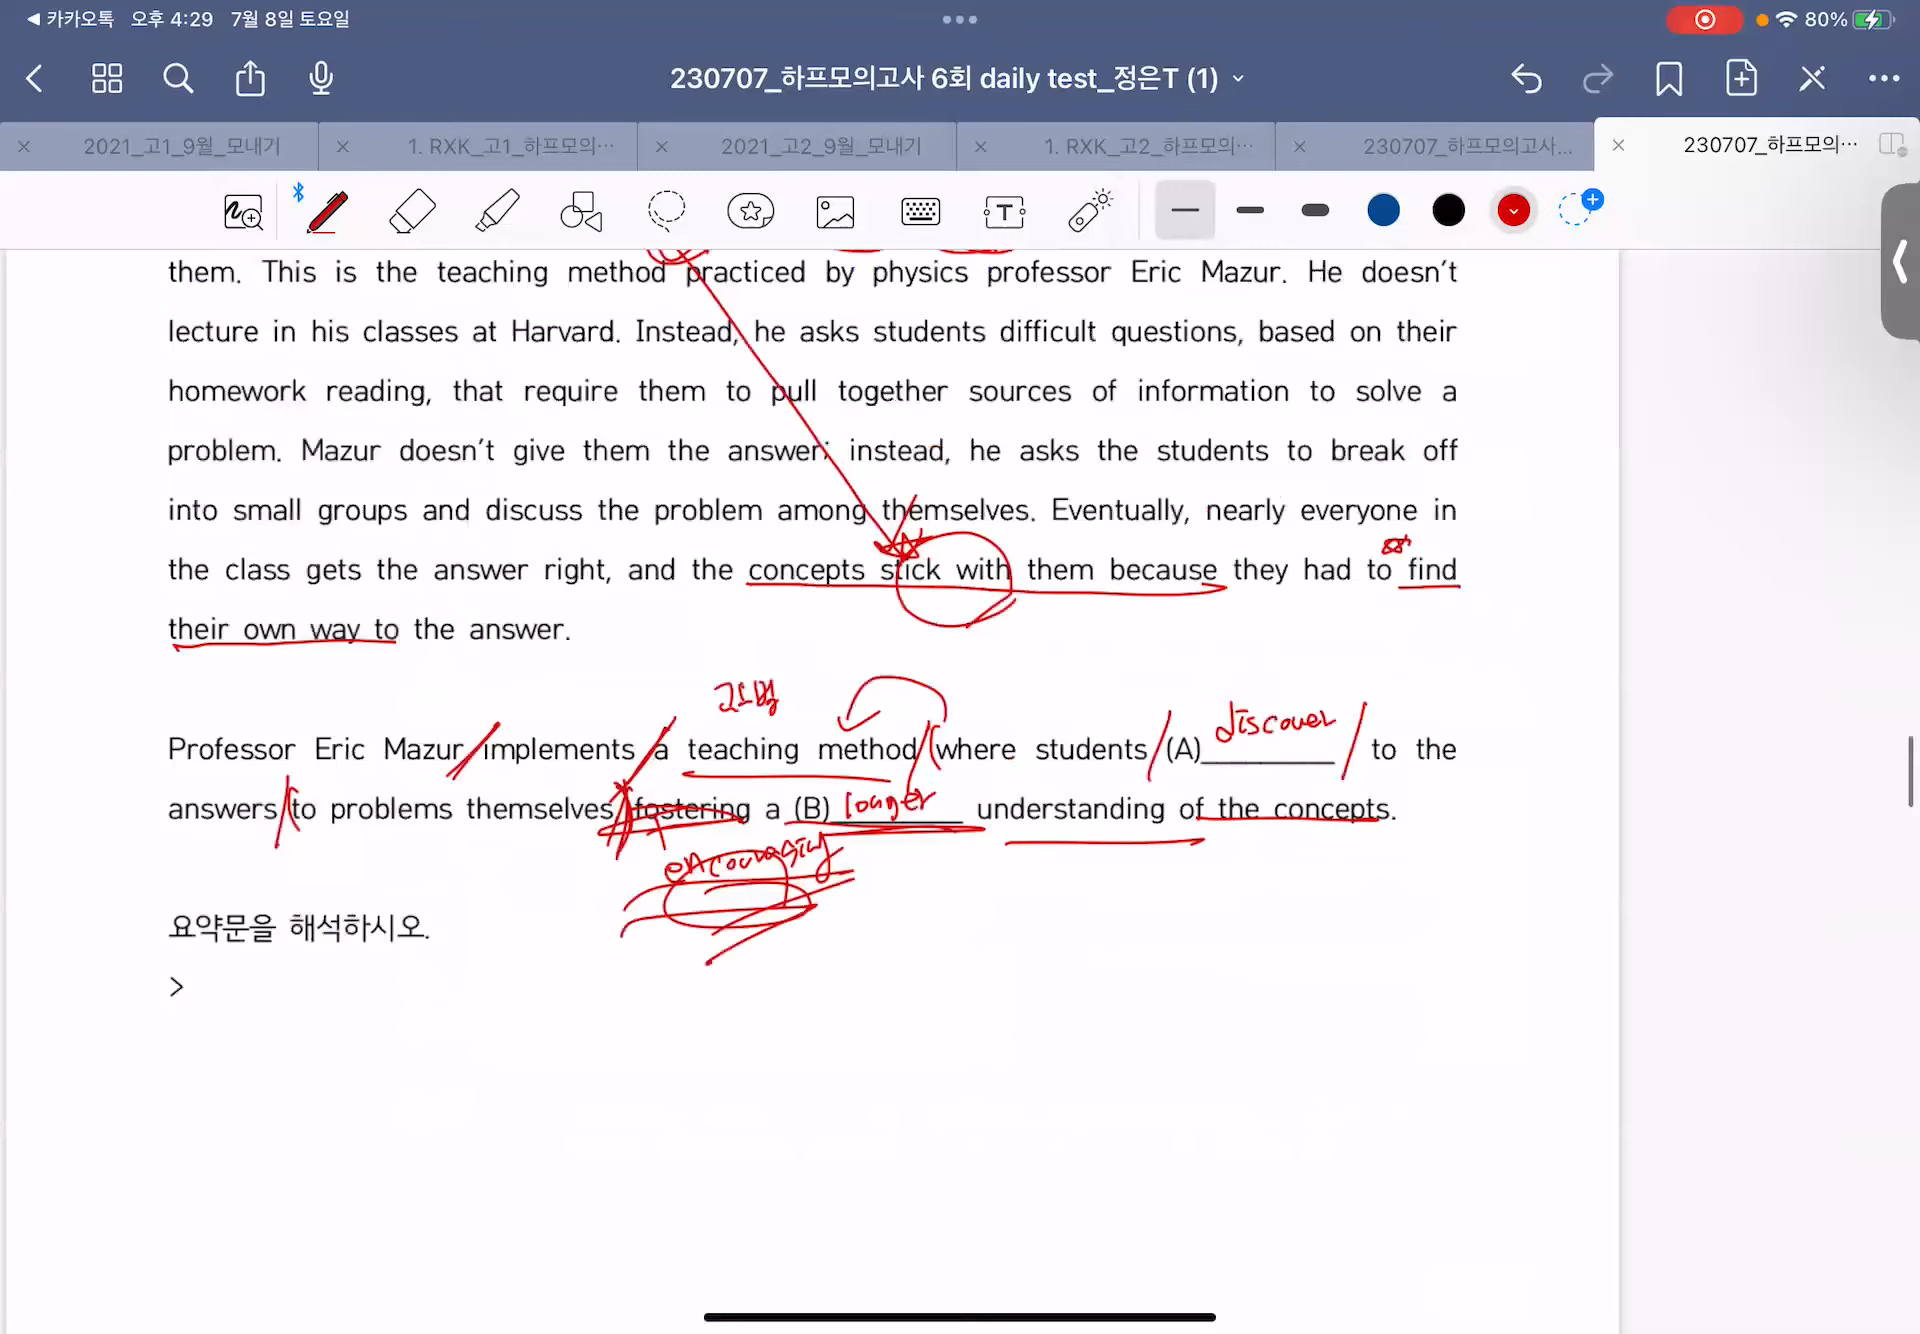 카카오톡 오후 4:29 7월 8일 토요일 80%
230707_하프모의고사 6회 daily test_정은T (1)
2021_고1_9월_모내기 1. RXK_고1_하프모의··· 2021_고2_9월_모내기 1. RXK_고2_하프모의··· 230707_하프모의고사... 230707_하프모의···
them. This is the teaching method practiced by physics professor Eric Mazur. He doesn't
lecture in his classes at Harvard. Instead, he asks students difficult questions, based on their
homework reading, that require them to pull together sources of information to solve a
problem. Mazur doesn't give them the answer; instead, he asks the students to break off
into small groups and discuss the problem among themselves. Eventually, nearly everyone in
the class gets the answer right, and the concepts stick with them because they had to find
their own way to the answer.
교수법
discover
Professor Eric Mazur implements a teaching method where students (A)_________ to the
answers to problems themselves, fostering a (B) longer understanding of the concepts.
encouraging
요약문을 해석하시오.
>